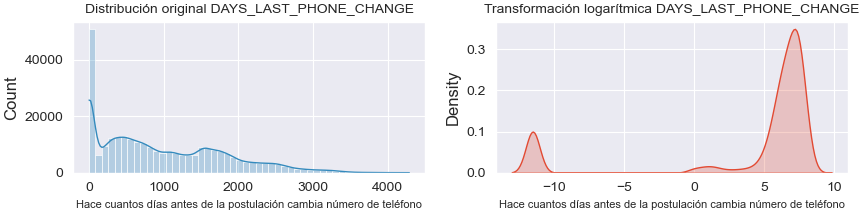 Distribución original DAYS_LAST_PHONE_CHANGE
Count
40000
20000
0
0
1000
2000
3000
4000
Hace cuantos días antes de la postulación cambia número de teléfono
Transformación logarítmica DAYS_LAST_PHONE_CHANGE
Density
0.3
0.2
0.1
0.0
−10
−5
0
5
10
Hace cuantos días antes de la postulación cambia número de teléfono